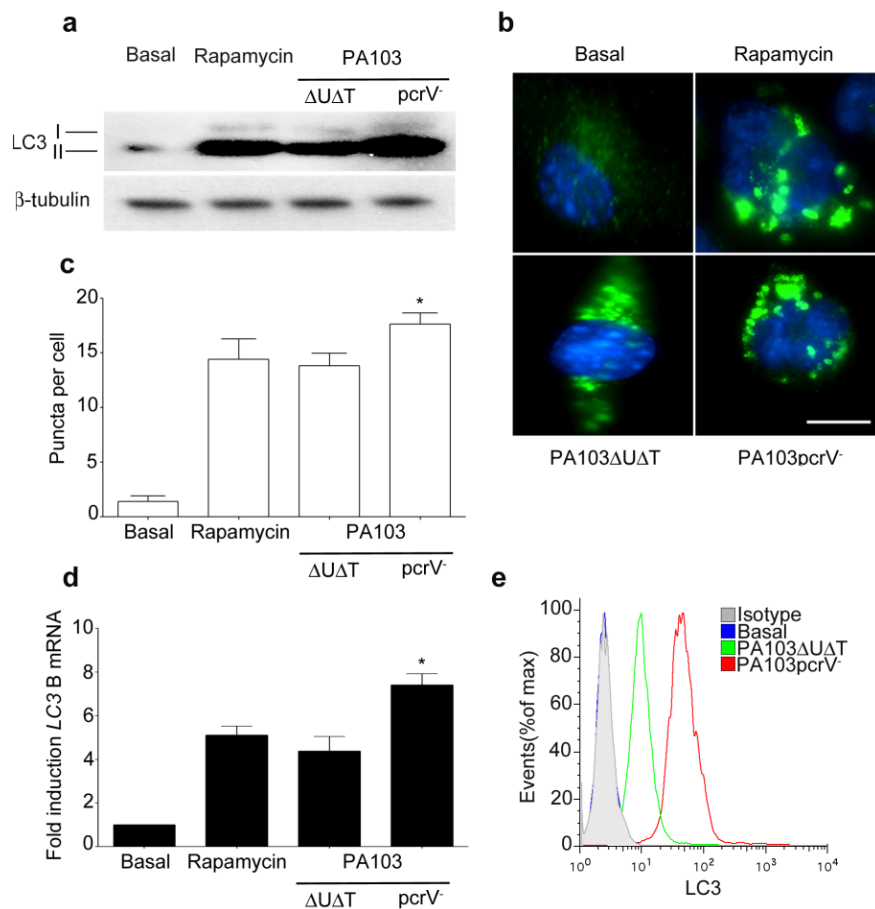 a
Basal Rapamycin PA103
ΔUΔT pcrV-
LC3 I
II
β-tubulin
b
Basal Rapamycin
PA103ΔUΔT PA103pcrV-
c
Puncta per cell
20
15
10
5
0
*
Basal Rapamycin PA103
ΔUΔT pcrV-
d
Fold induction LC3 B mRNA
10
8
6
4
2
0
*
Basal Rapamycin PA103
ΔUΔT pcrV-
e
Events(%of max)
100
80
60
40
20
0
Isotype
Basal
PA103ΔUΔT
PA103pcrV-
10⁰ 10¹ 10² 10³ 10⁴
LC3